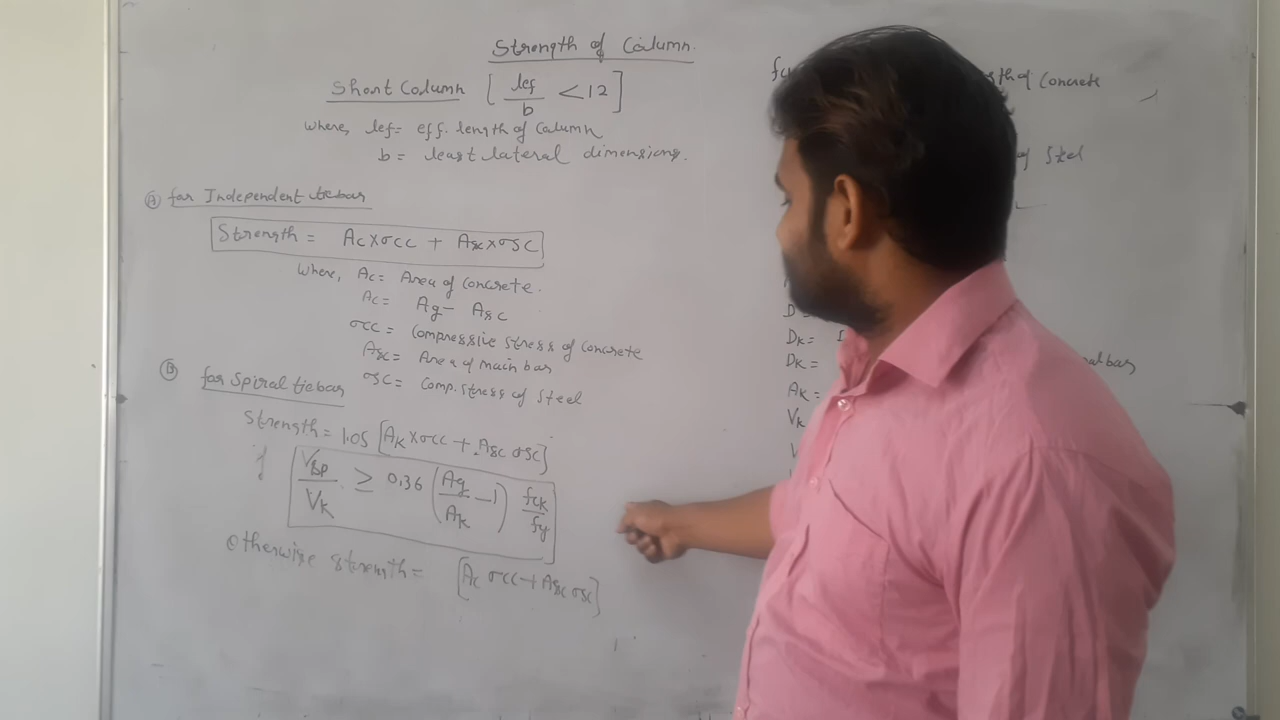 Strength of Column.
Short Column [ lef / b < 12 ]
where, lef = eff. length of Column
b = least lateral dimensions.
(A) for Independent tiebar
Strength = Ac x σcc + Asc x σsc
where, Ac = Area of concrete.
Ac = Ag - Asc
σcc = Compressive stress of concrete
Asc = Area of main bar
σsc = Comp. stress of steel
(B) for Spiral tiebar
Strength = 1.05 [Ak x σcc + Asc σsc]
if Vsp / Vk ≥ 0.36 (Ag / Ak - 1) fck / fy
Otherwise strength = [Ac σcc + Asc σsc]
of Concrete
of Steel
D
Dk =
Dk =
bar
Ak =
Vk